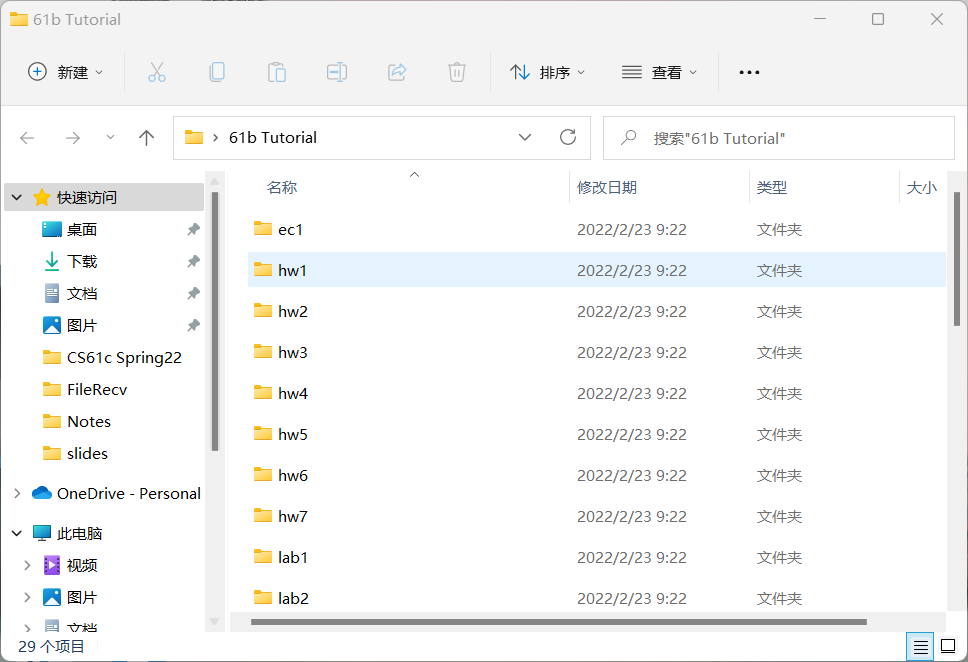 61b Tutorial
新建
排序
查看
61b Tutorial
搜索"61b Tutorial"
名称
修改日期
类型
大小
快速访问
桌面
下载
文档
图片
CS61c Spring22
FileRecv
Notes
slides
OneDrive - Personal
此电脑
视频
图片
文档
ec1 2022/2/23 9:22 文件夹
hw1 2022/2/23 9:22 文件夹
hw2 2022/2/23 9:22 文件夹
hw3 2022/2/23 9:22 文件夹
hw4 2022/2/23 9:22 文件夹
hw5 2022/2/23 9:22 文件夹
hw6 2022/2/23 9:22 文件夹
hw7 2022/2/23 9:22 文件夹
lab1 2022/2/23 9:22 文件夹
lab2 2022/2/23 9:22 文件夹
29 个项目